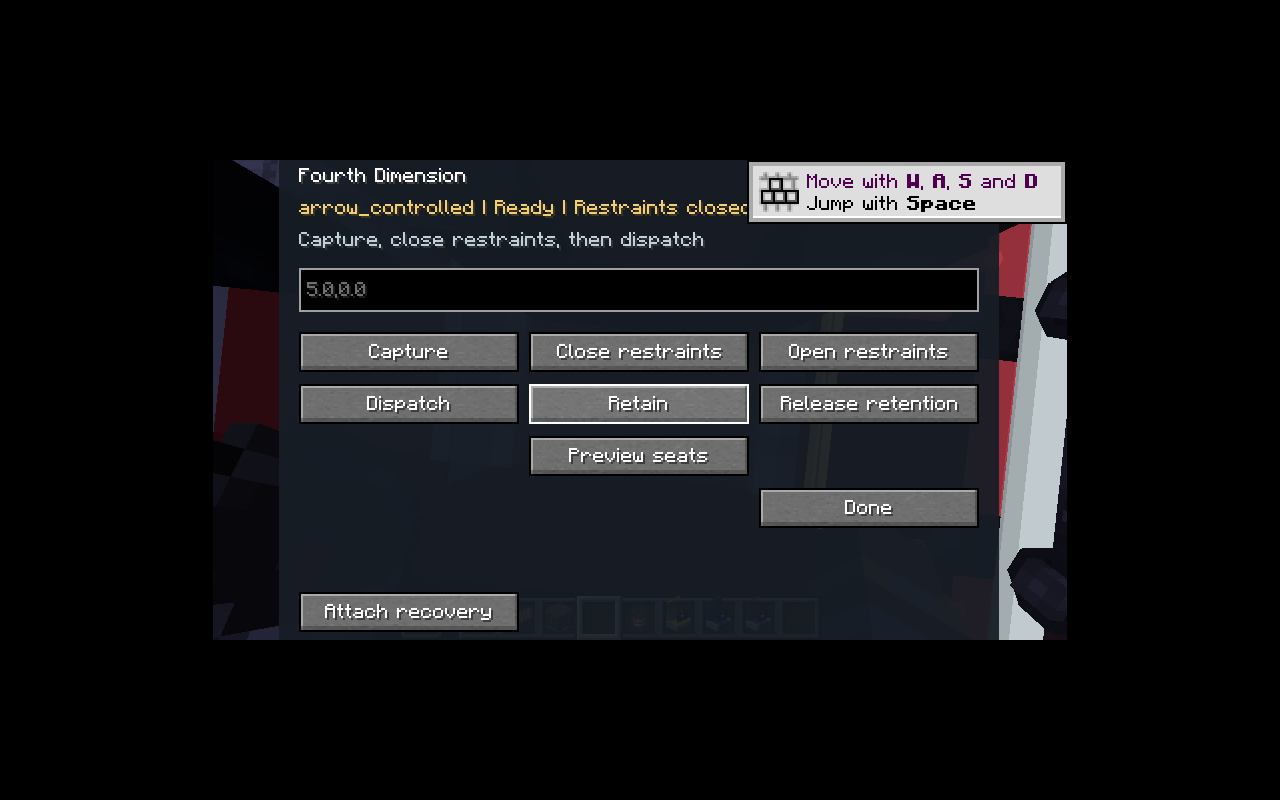 Fourth Dimension
Move with W, A, S and D
Jump with Space
arrow_controlled | Ready | Restraints closed
Capture, close restraints, then dispatch
5.0,0.0
Capture
Close restraints
Open restraints
Dispatch
Retain
Release retention
Preview seats
Done
Attach recovery